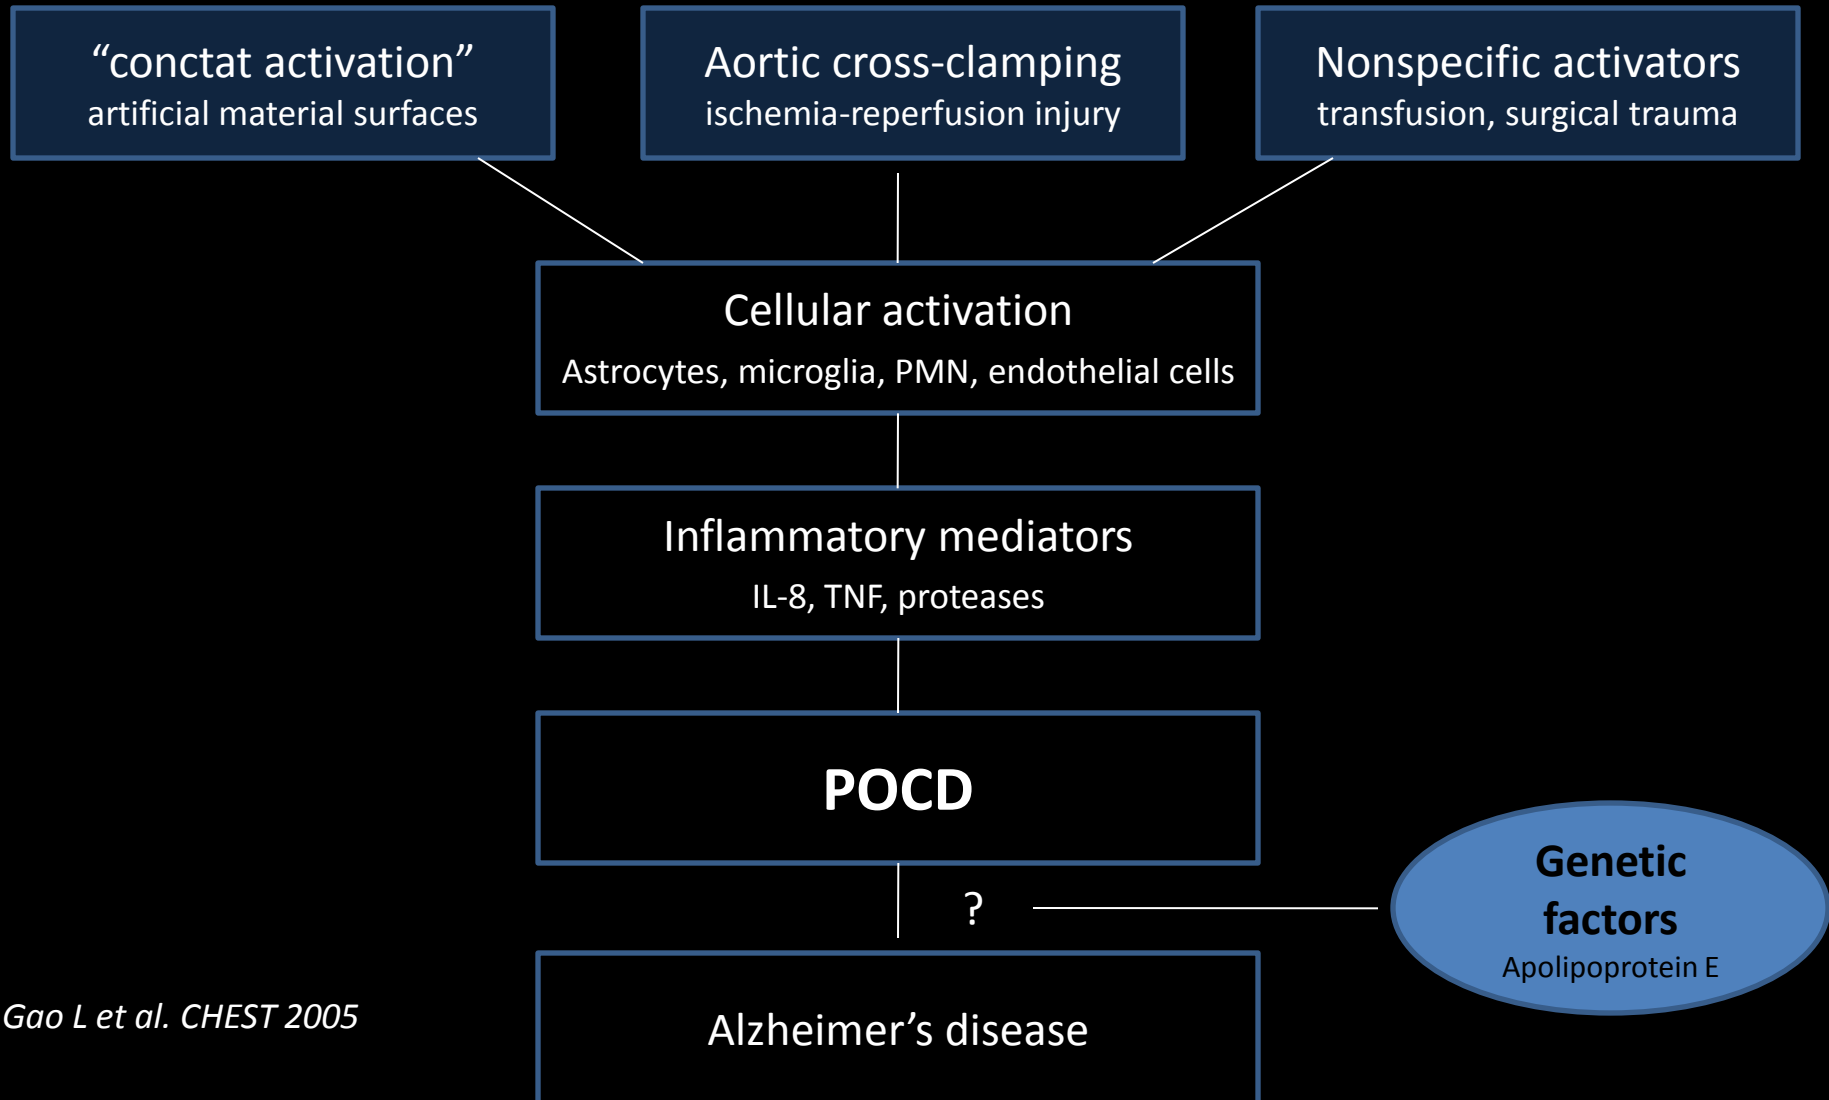 “conctat activation”
artificial material surfaces
Aortic cross-clamping
ischemia-reperfusion injury
Nonspecific activators
transfusion, surgical trauma
Cellular activation
Astrocytes, microglia, PMN, endothelial cells
Inflammatory mediators
IL-8, TNF, proteases
POCD
?
Genetic
factors
Apolipoprotein E
Alzheimer’s disease
Gao L et al. CHEST 2005